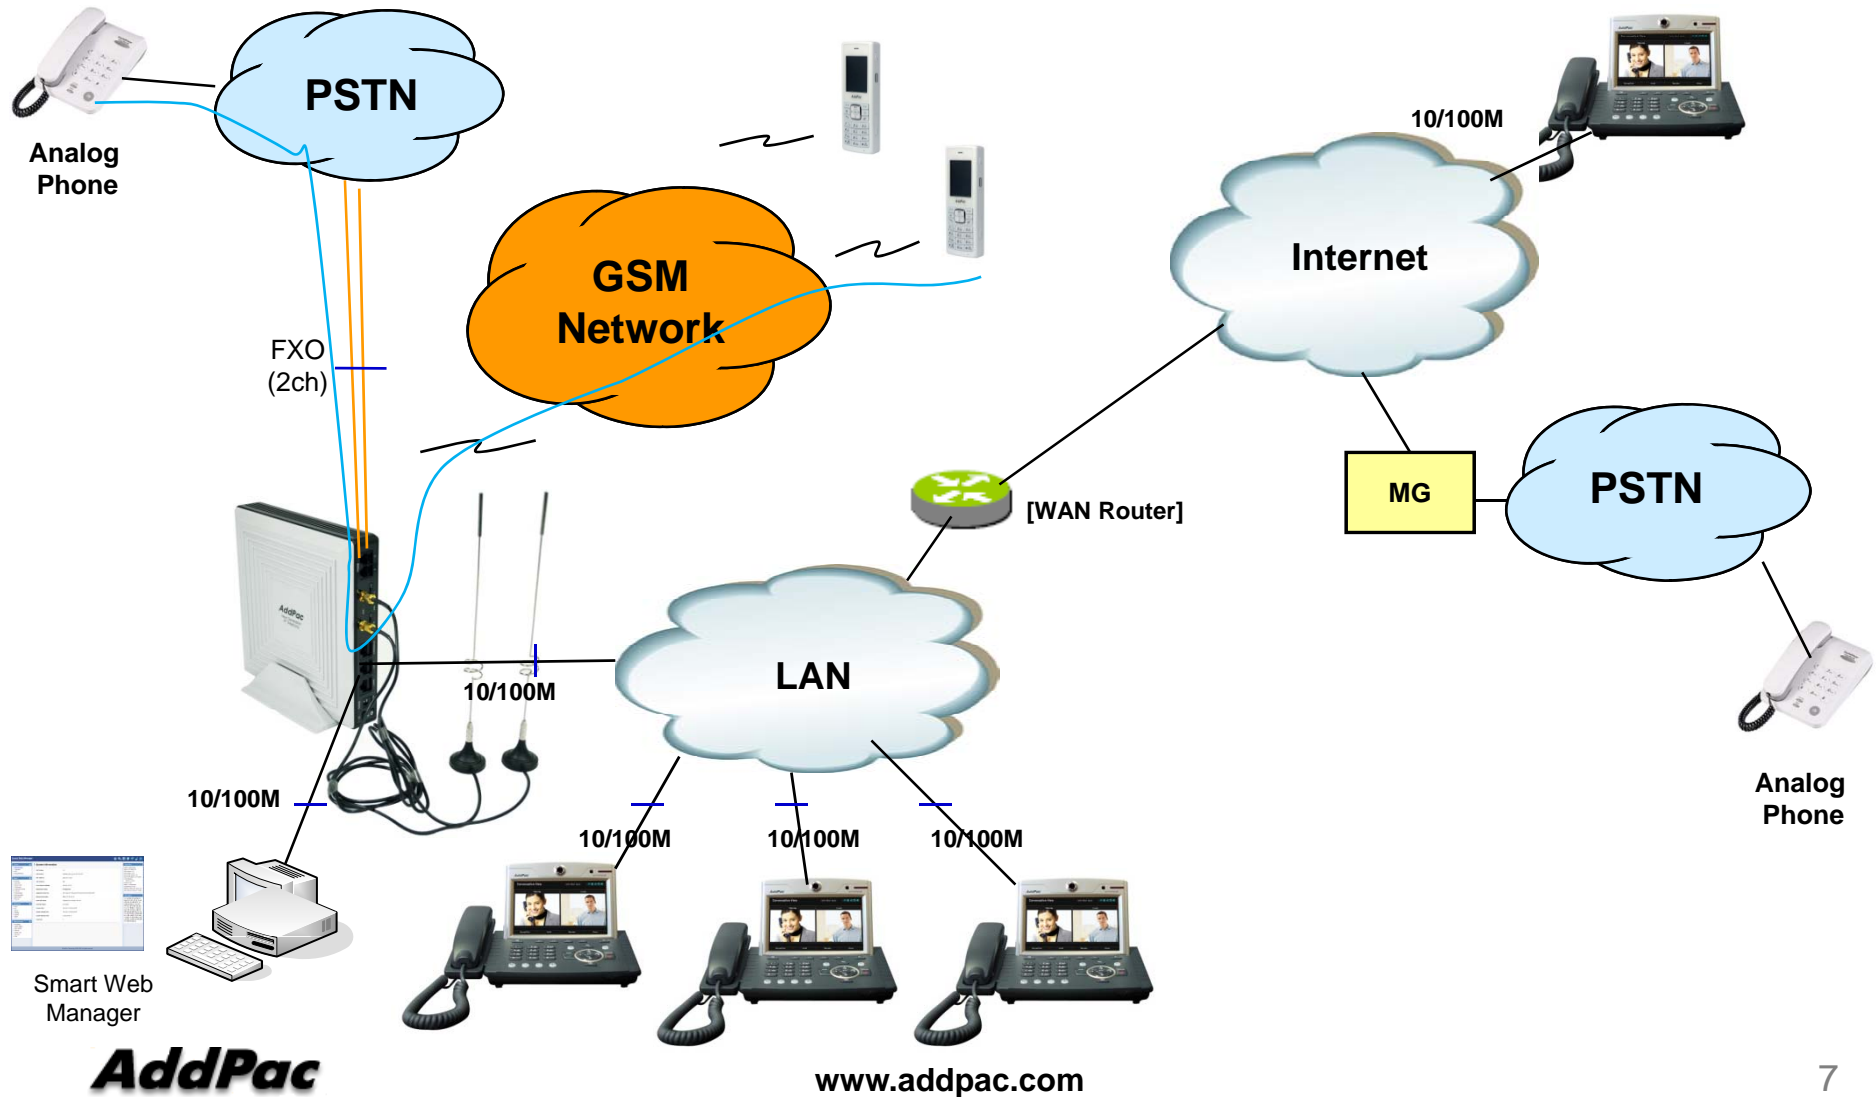 PSTN
Analog
Phone
10/100M
GSM
Network
Internet
FXO
(2ch)
MG
PSTN
[WAN Router]
AddPac
LAN
10/100M
10/100M
10/100M
10/100M
10/100M
Analog
Phone
Smart Web
Manager
AddPac
www.addpac.com
7